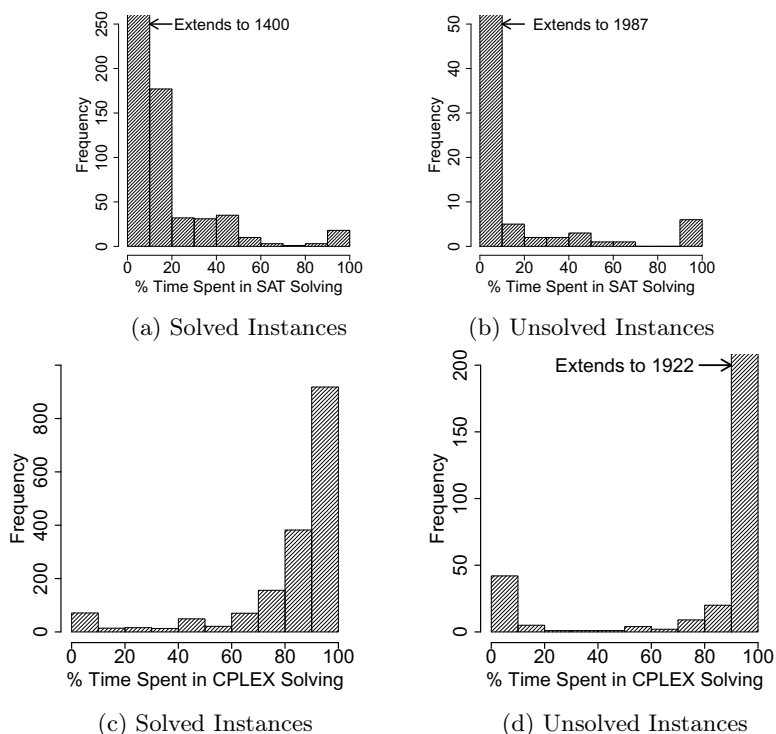 Extends to 1400
Frequency
0 50 100 150 200 250
0 20 40 60 80 100
% Time Spent in SAT Solving
(a) Solved Instances
Extends to 1987
Frequency
0 10 20 30 40 50
0 20 40 60 80 100
% Time Spent in SAT Solving
(b) Unsolved Instances
Frequency
0 200 400 600 800
0 20 40 60 80 100
% Time Spent in CPLEX Solving
(c) Solved Instances
Extends to 1922
Frequency
0 50 100 150 200
0 20 40 60 80 100
% Time Spent in CPLEX Solving
(d) Unsolved Instances